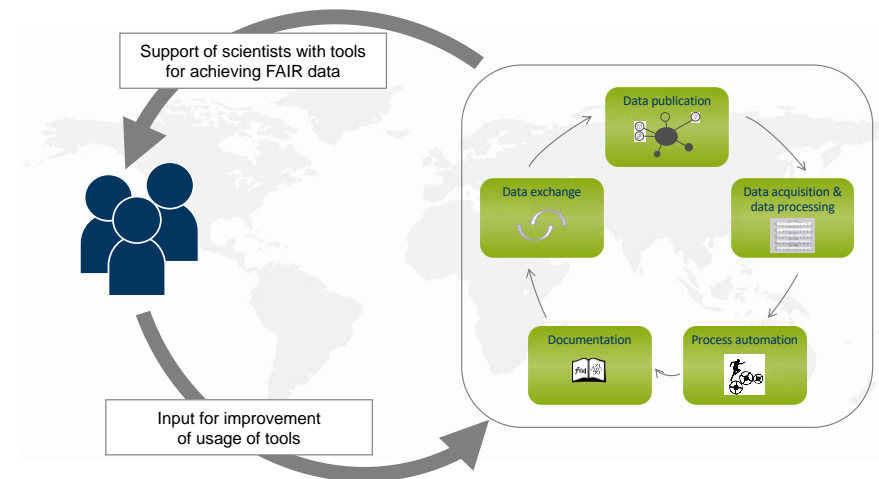 Support of scientists with tools
for achieving FAIR data
Data publication
Data exchange
Data acquisition &
data processing
Documentation
Process automation
Input for improvement
of usage of tools